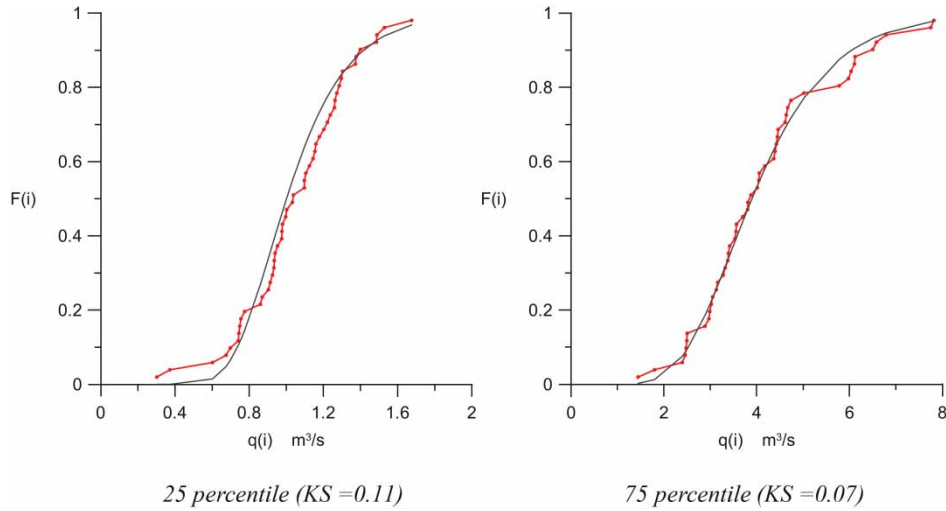 1
0.8
0.6
F(i)
0.4
0.2
0
0 0.4 0.8 1.2 1.6 2
q(i) m³/s
25 percentile (KS =0.11)
1
0.8
0.6
F(i)
0.4
0.2
0
0 2 4 6 8
q(i) m³/s
75 percentile (KS =0.07)